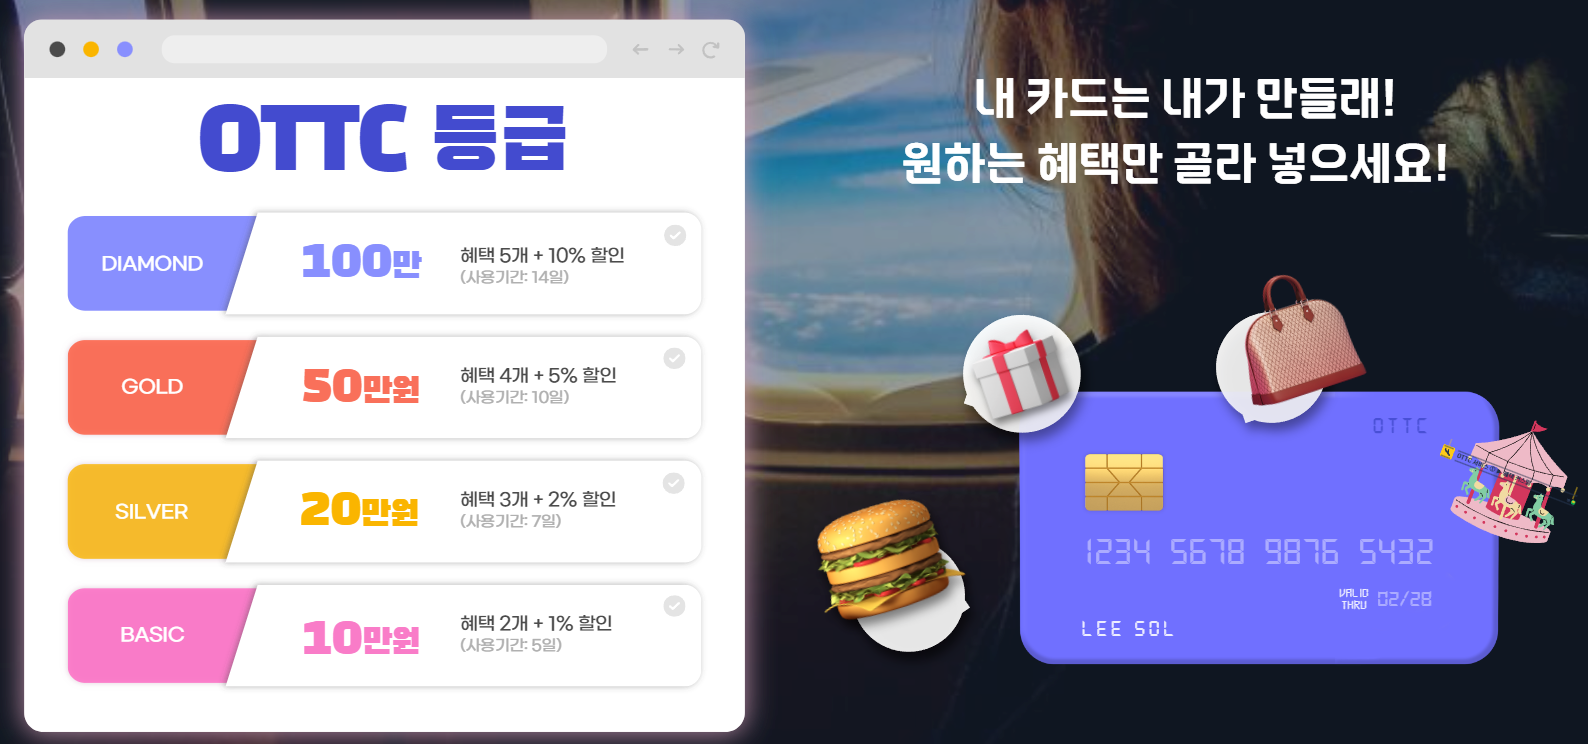 OTTC 등급
DIAMOND
100만
혜택 5개 + 10% 할인
(사용기간: 14일)
GOLD
50만원
혜택 4개 + 5% 할인
(사용기간: 10일)
SILVER
20만원
혜택 3개 + 2% 할인
(사용기간: 7일)
BASIC
10만원
혜택 2개 + 1% 할인
(사용기간: 5일)
내 카드는 내가 만들래!
원하는 혜택만 골라 넣으세요!
OTTC
1234 5678 9876 5432
VALID
THRU 02/28
LEE SOL